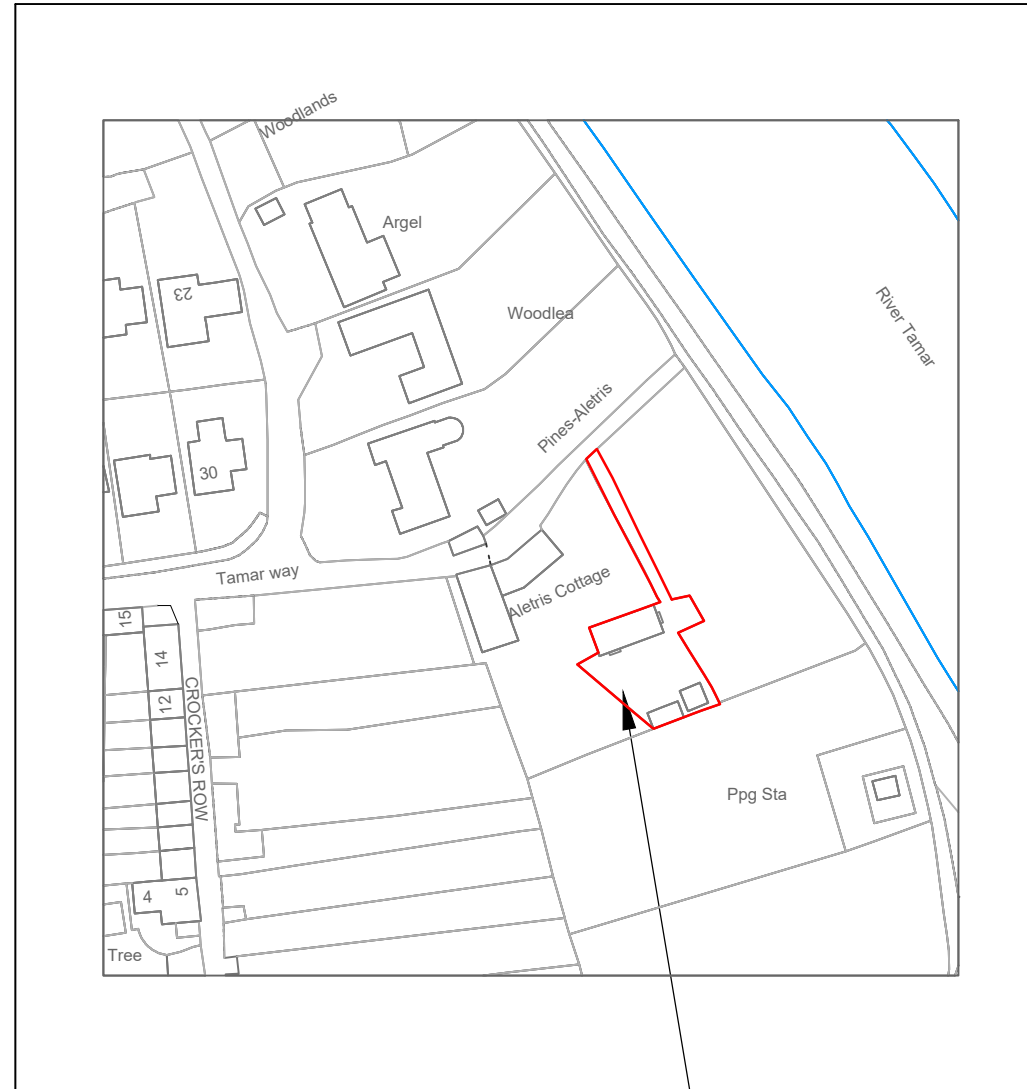 Woodlands
Argel
23
Woodlea
River Tamar
Pines-Aletris
30
Tamar way
Aletris Cottage
15
14
12
CROCKER'S ROW
Ppg Sta
4
5
Tree